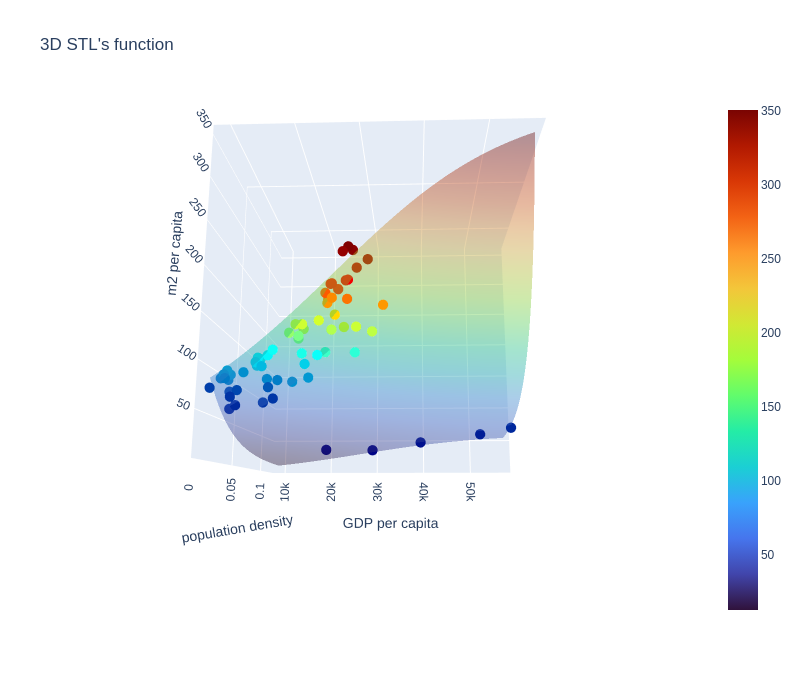 3D STL's function
350
300
250
200
150
100
50
m2 per capita
0
0.05
0.1
population density
10k
20k
30k
40k
50k
GDP per capita
350
300
250
200
150
100
50